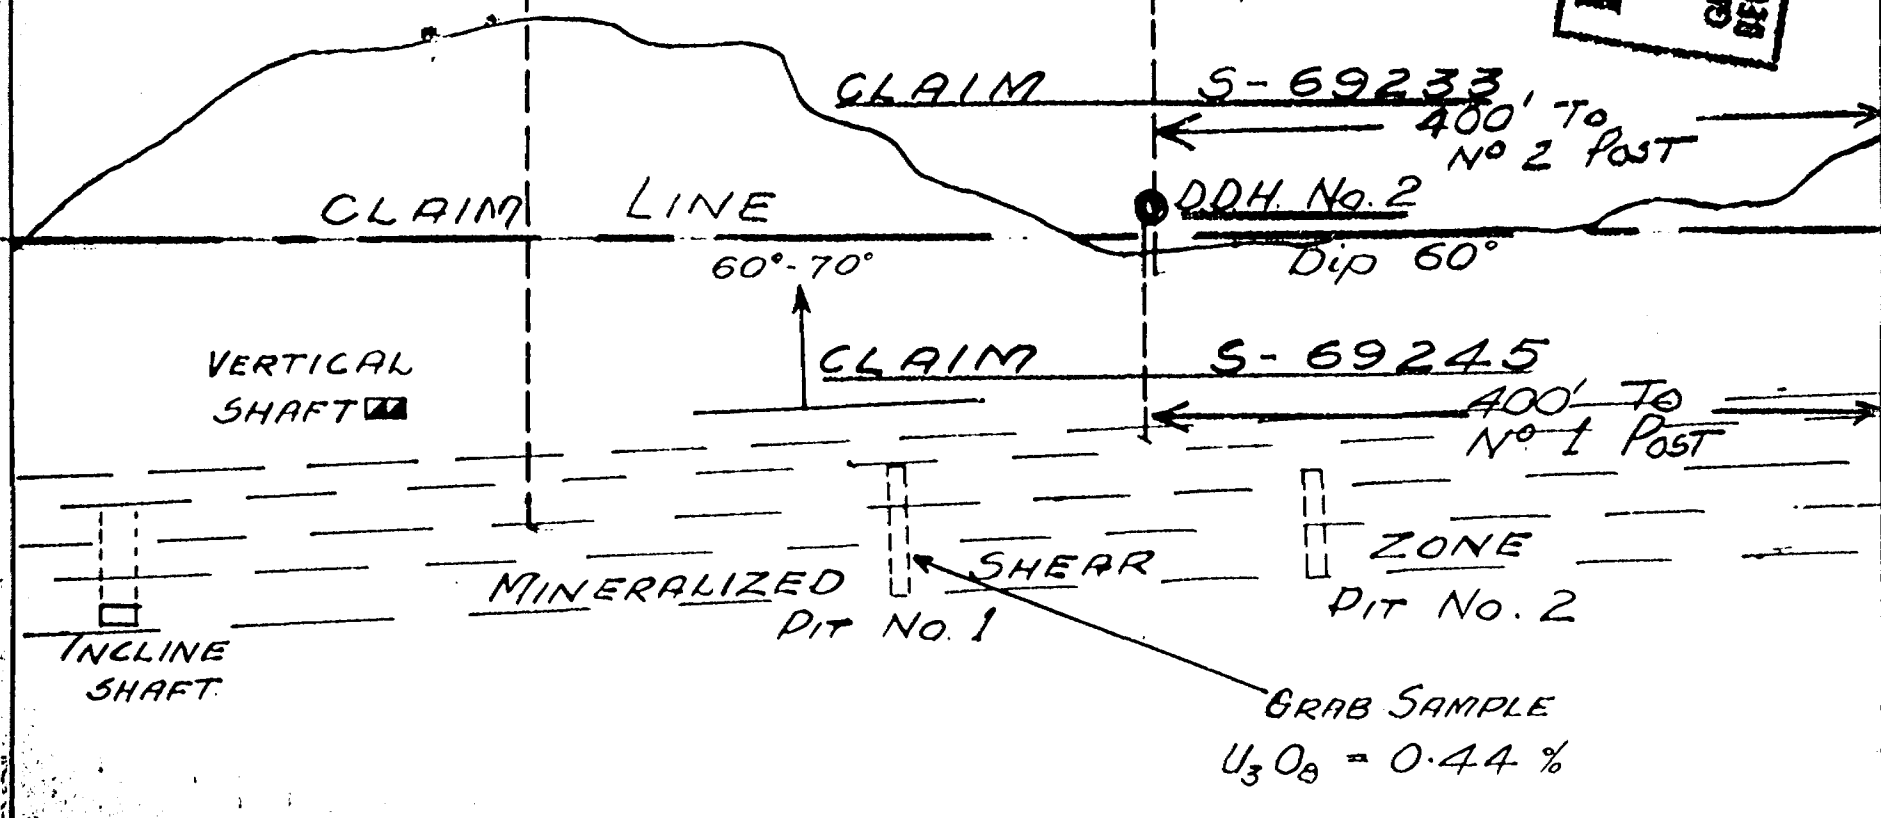 CLAIM S-69233
400' To
Nº 2 POST
DDH. No. 2
CLAIM LINE
60°-70°
Dip 60°
VERTICAL
SHAFT
CLAIM S-69245
400' To
Nº 1 POST
MINERALIZED SHEAR ZONE
PIT No. 1
PIT No. 2
INCLINE
SHAFT
GRAB SAMPLE
U₃O₈ = 0.44 %